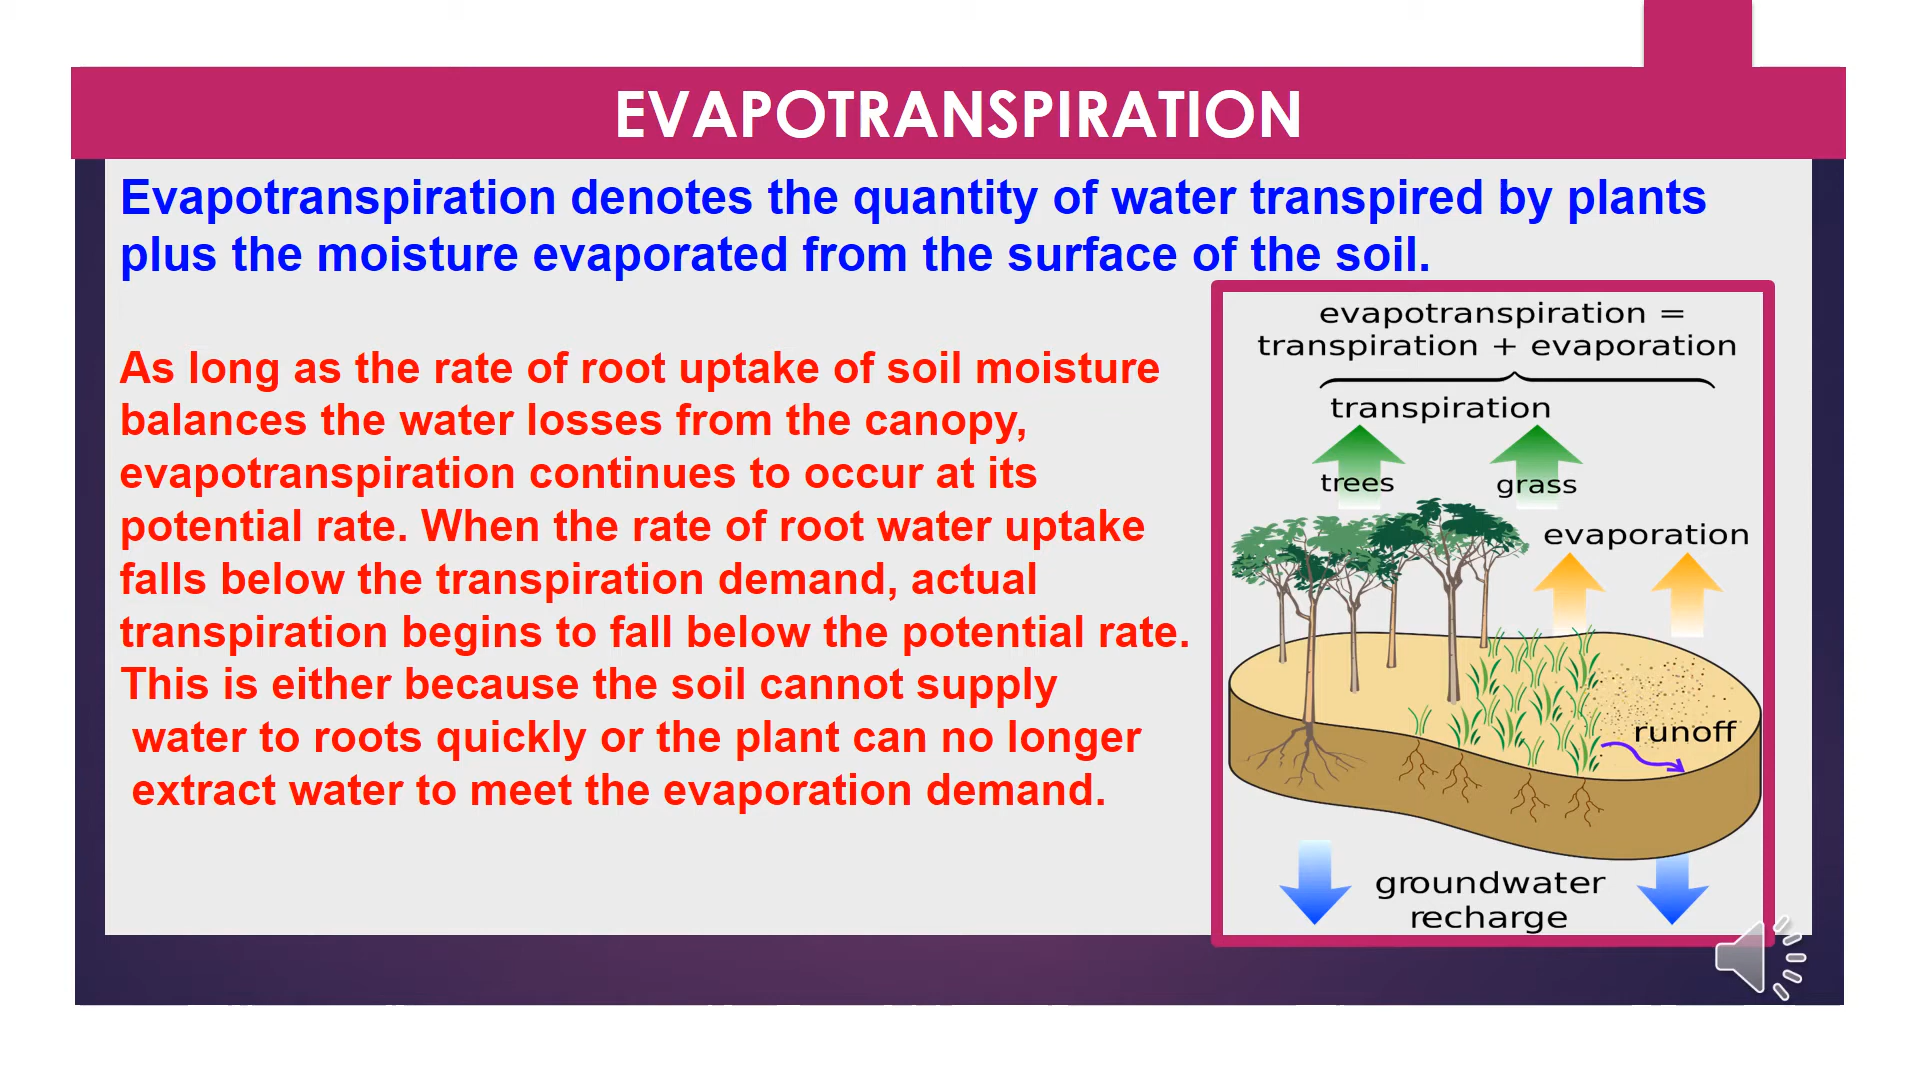 EVAPOTRANSPIRATION
Evapotranspiration denotes the quantity of water transpired by plants
plus the moisture evaporated from the surface of the soil.
As long as the rate of root uptake of soil moisture
balances the water losses from the canopy,
evapotranspiration continues to occur at its
potential rate. When the rate of root water uptake
falls below the transpiration demand, actual
transpiration begins to fall below the potential rate.
This is either because the soil cannot supply
water to roots quickly or the plant can no longer
extract water to meet the evaporation demand.
evapotranspiration =
transpiration + evaporation
transpiration
trees
grass
evaporation
runoff
groundwater
recharge